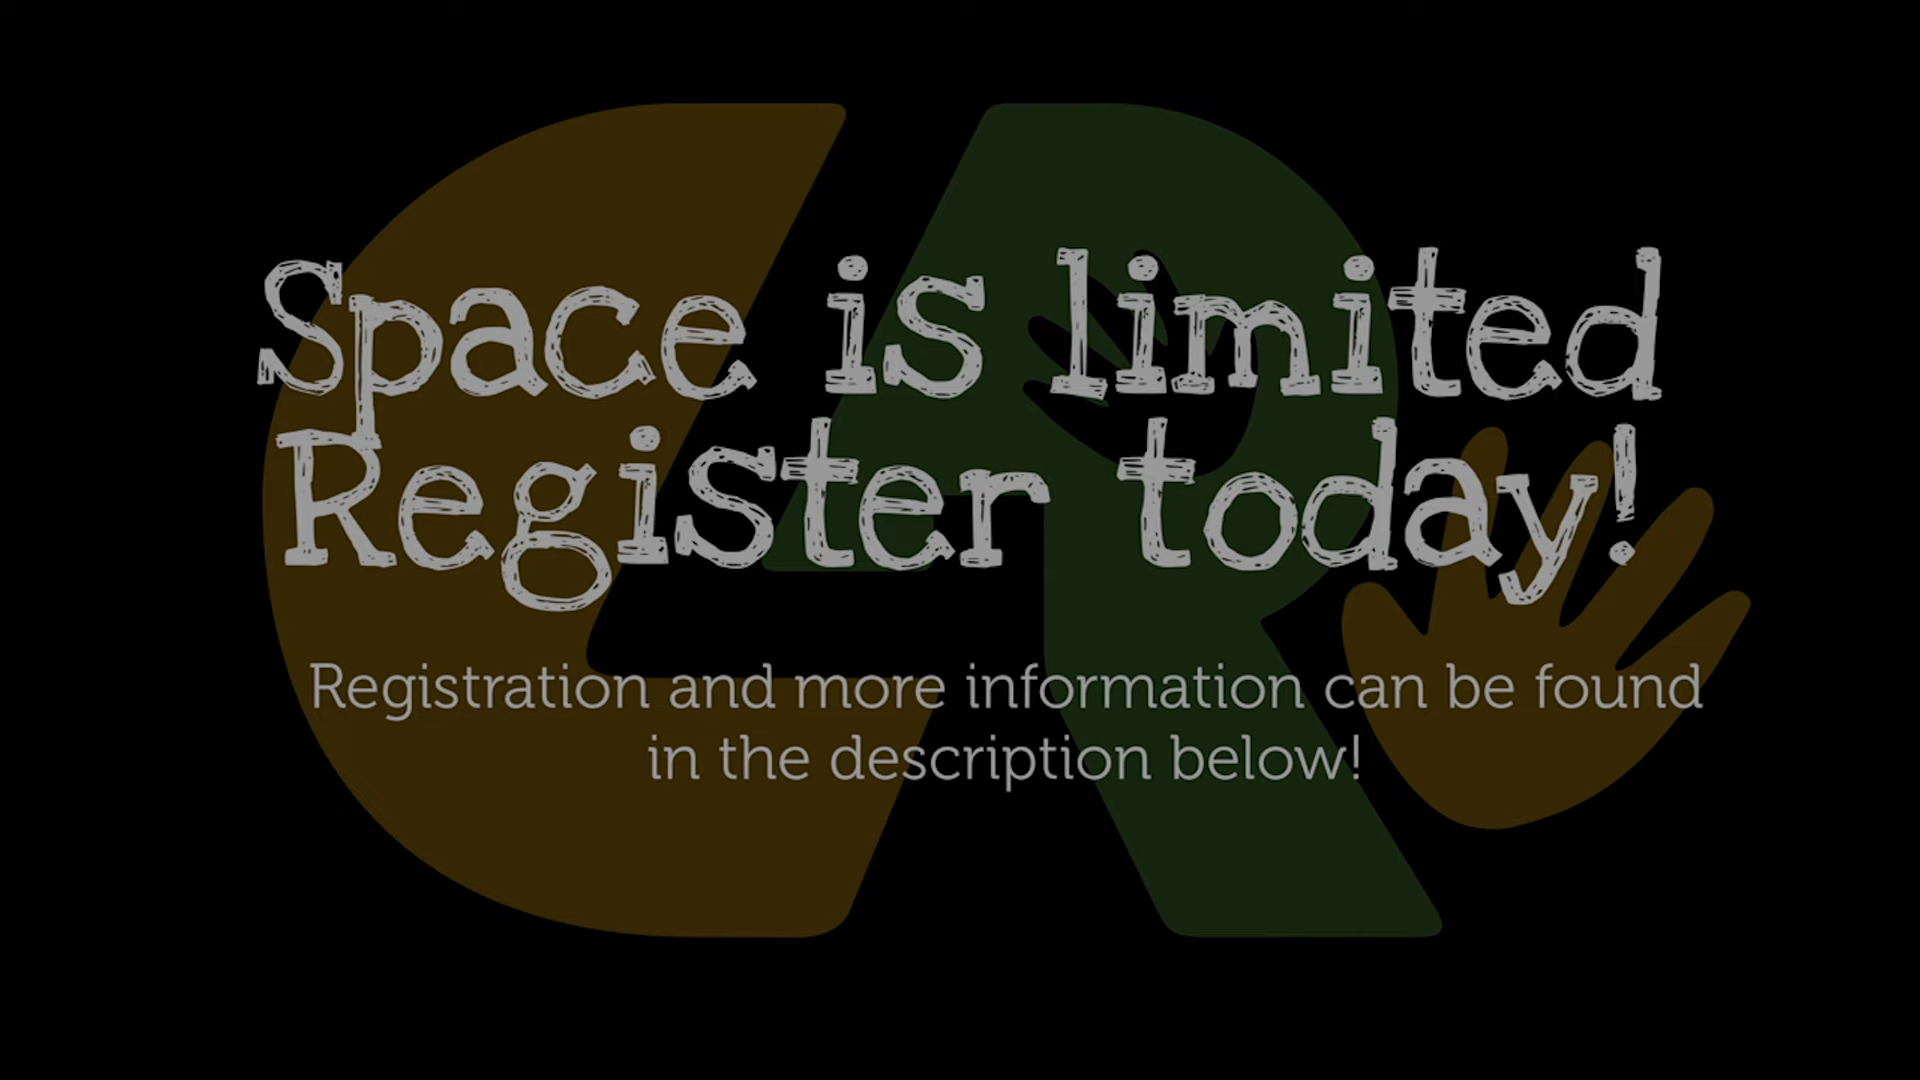 Space is limited
Register today!
Registration and more information can be found
in the description below!